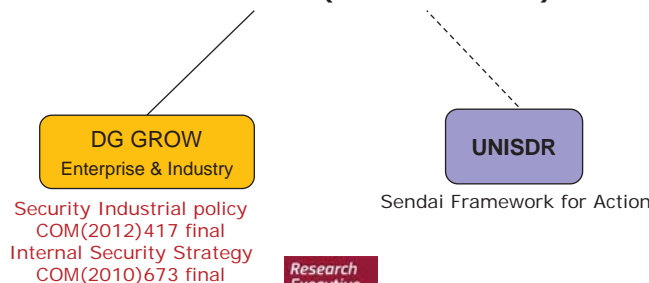 DG GROW
Enterprise & Industry
UNISDR
Security Industrial policy
COM(2012)417 final
Internal Security Strategy
COM(2010)673 final
Sendai Framework for Action
Research